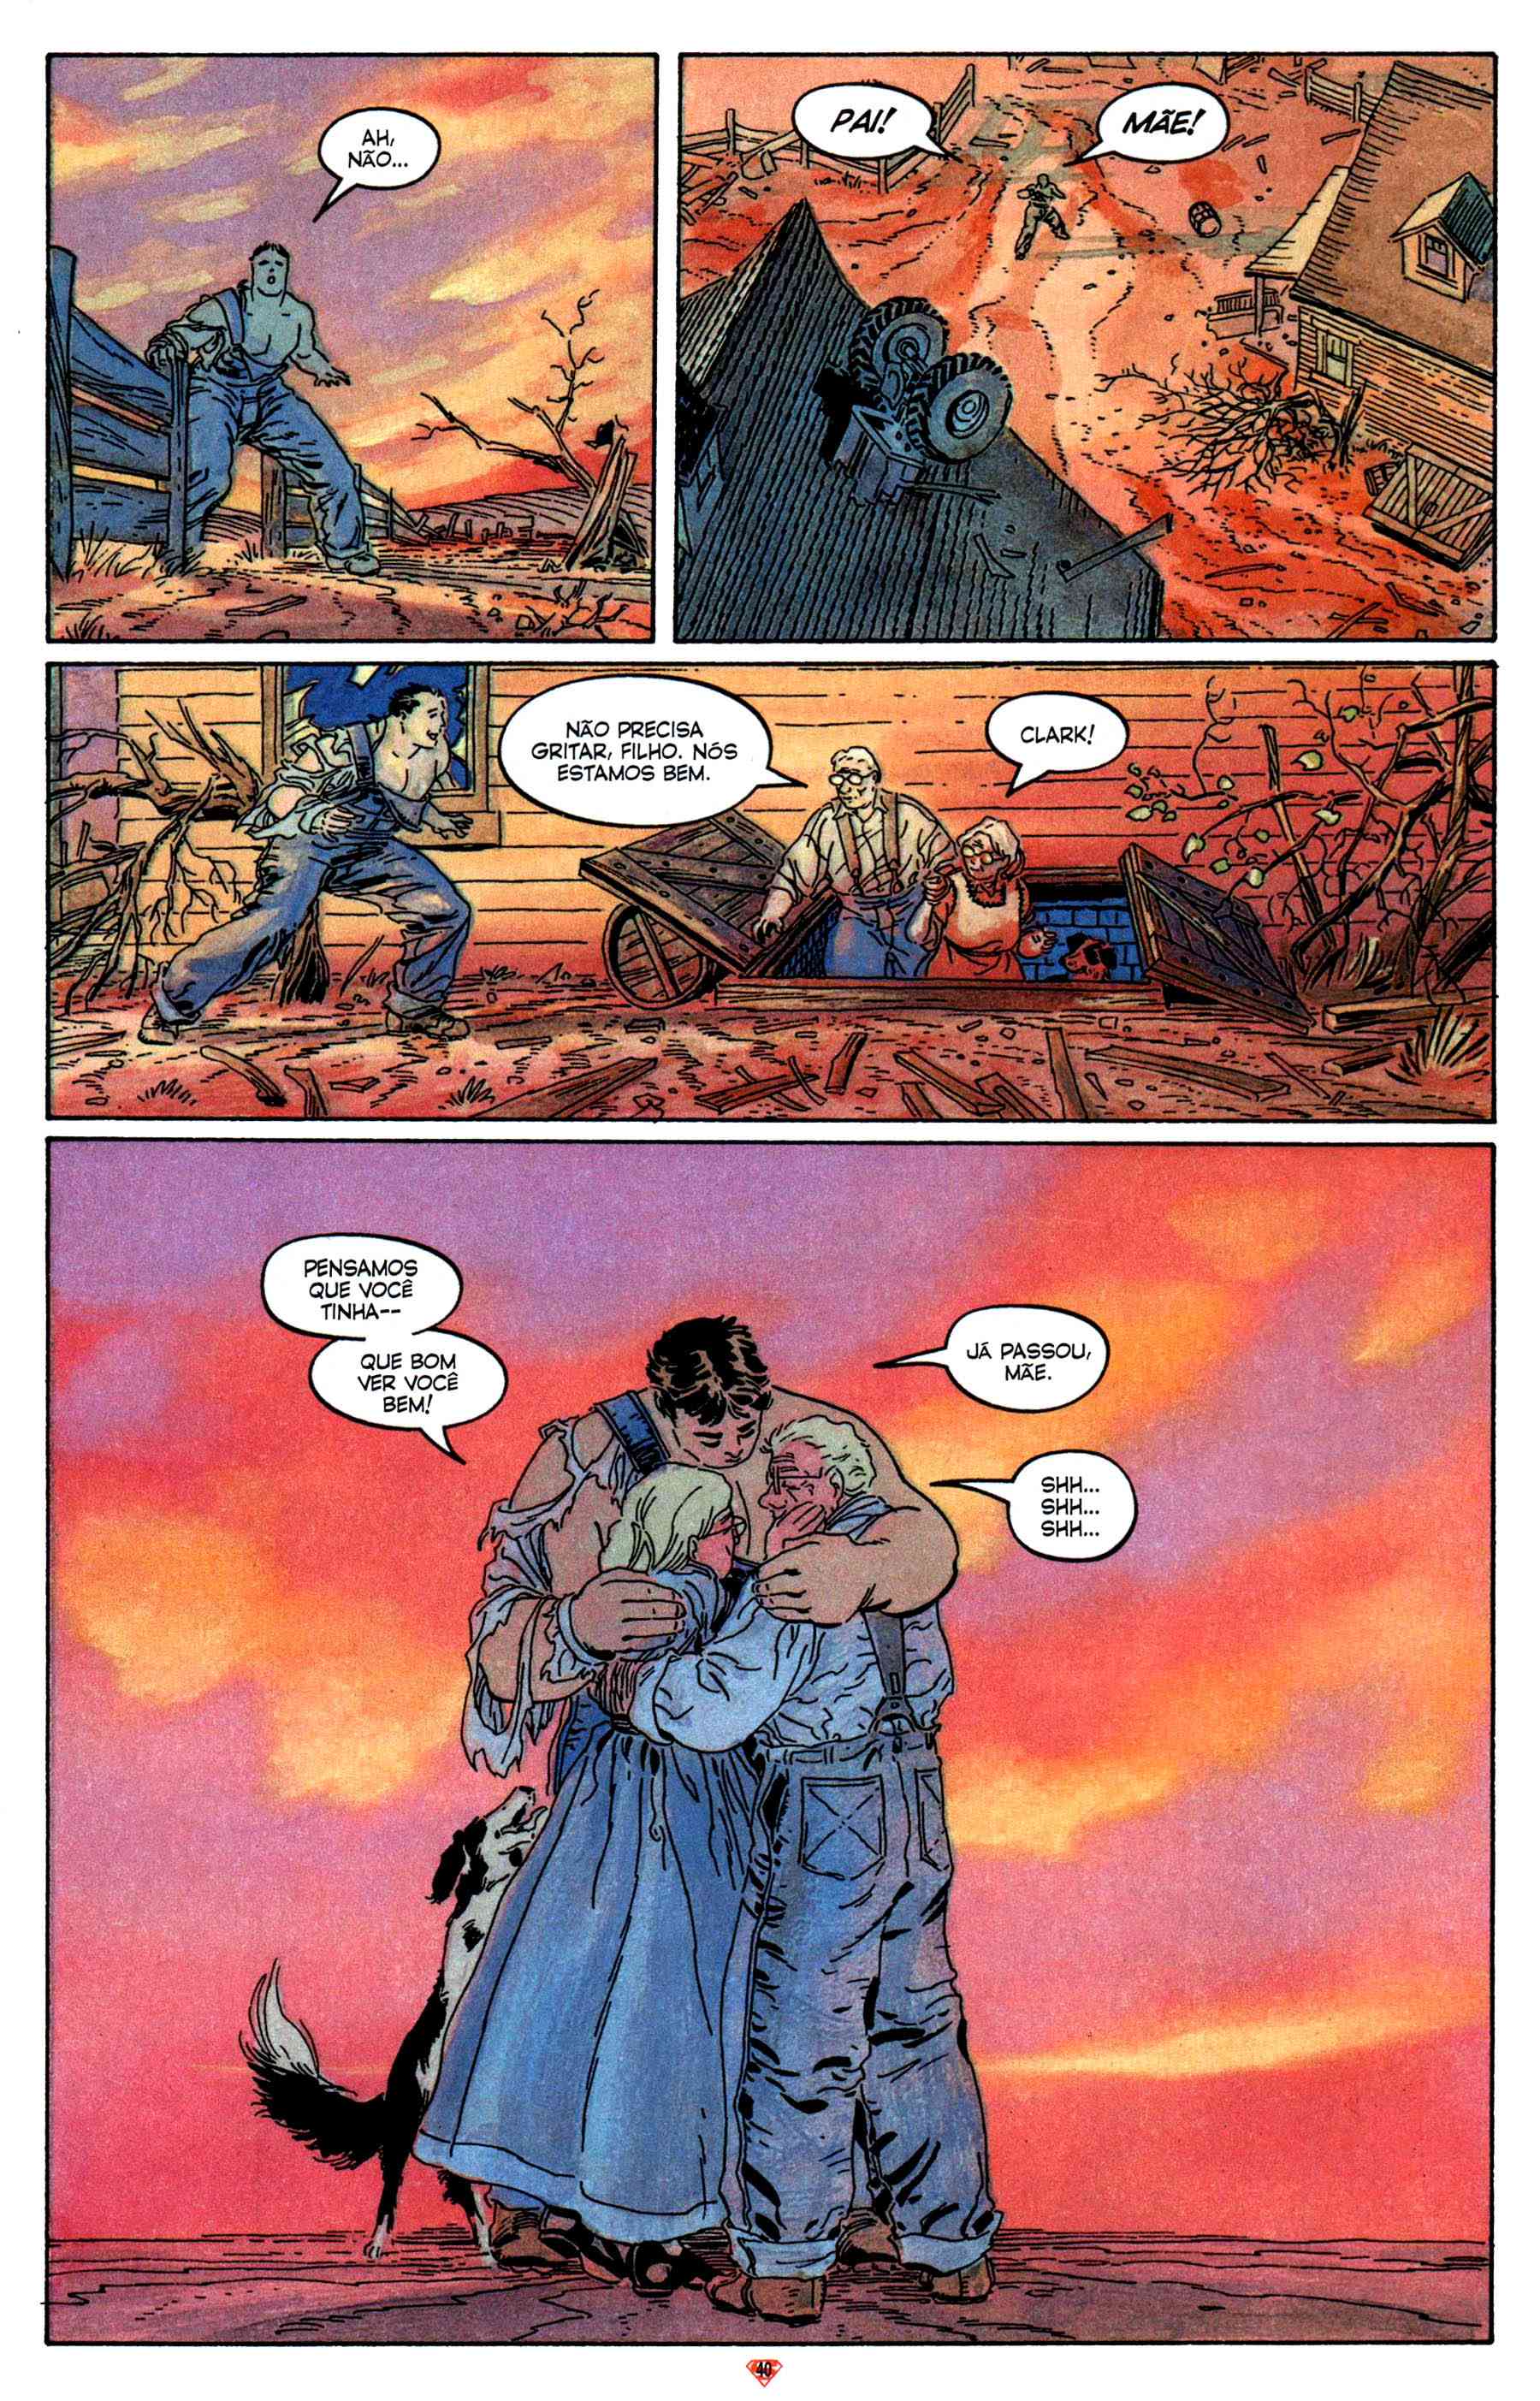 AH,
NÃO...
PAI!
MÃE!
NÃO PRECISA
GRITAR, FILHO. NÓS
ESTAMOS BEM.
CLARK!
PENSAMOS
QUE VOCÊ
TINHA--
QUE BOM
VER VOCÊ
BEM!
JÁ PASSOU,
MÃE.
SHH...
SHH...
SHH...
40